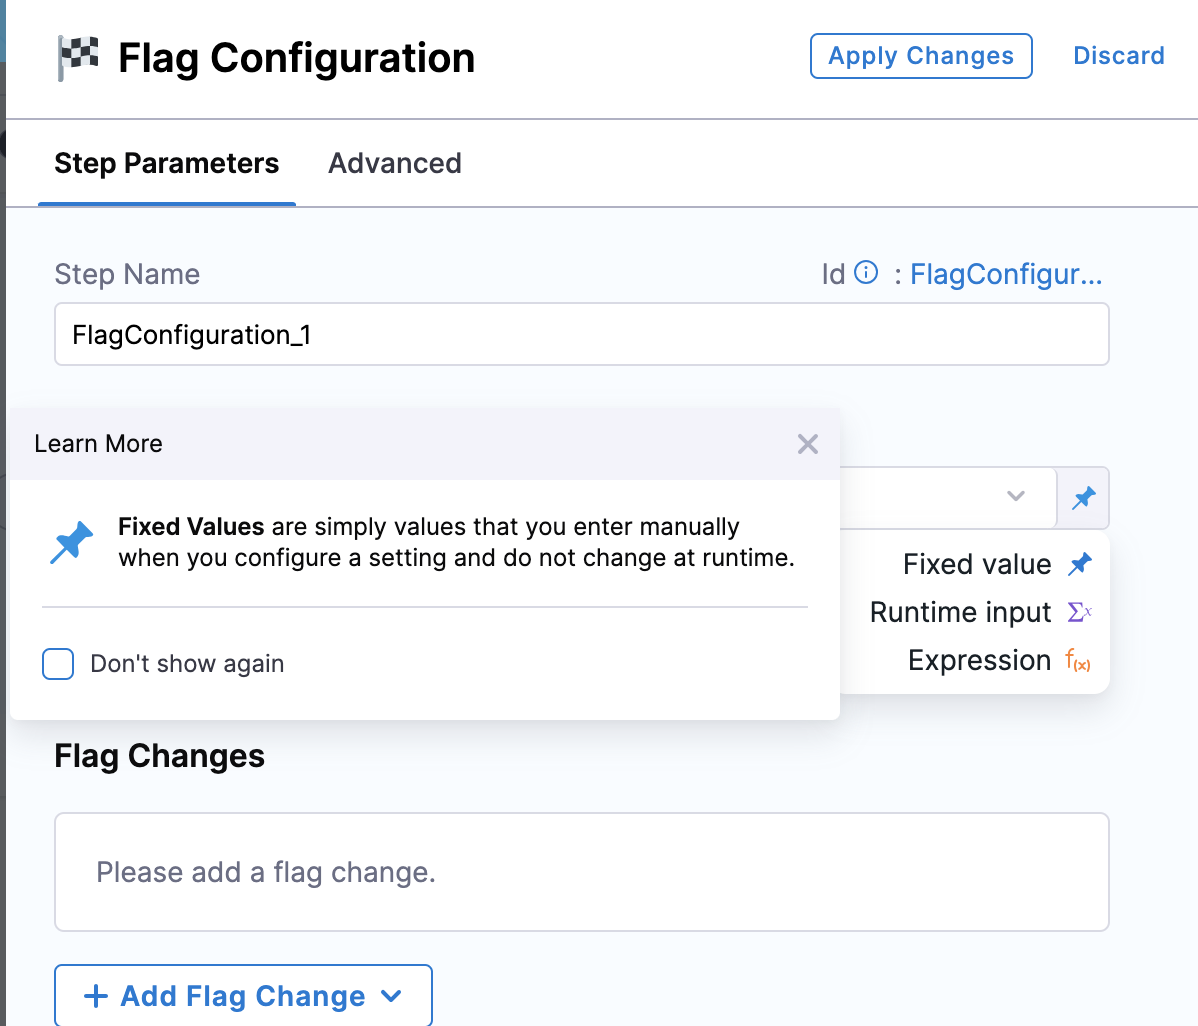 Flag Configuration
Apply Changes
Discard
Step Parameters
Advanced
Step Name
Id : FlagConfigur...
FlagConfiguration_1
Learn More
Fixed Values are simply values that you enter manually
when you configure a setting and do not change at runtime.
Don't show again
Fixed value
Runtime input Σx
Expression f(x)
Flag Changes
Please add a flag change.
+ Add Flag Change